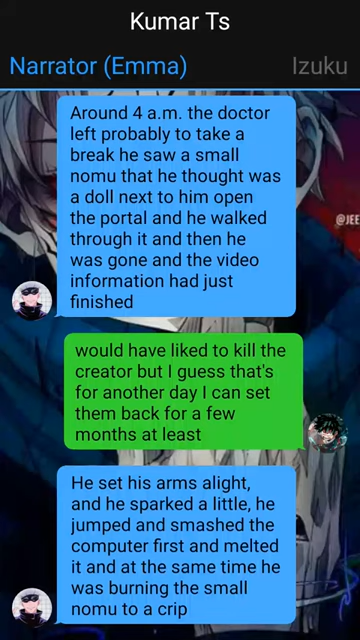 Kumar Ts
Narrator (Emma) Izuku
Around 4 a.m. the doctor
left probably to take a
break he saw a small
nomu that he thought was
a doll next to him open
the portal and he walked
through it and then he
was gone and the video
information had just
finished
@JEE
would have liked to kill the
creator but I guess that's
for another day I can set
them back for a few
months at least
He set his arms alight,
and he sparked a little, he
jumped and smashed the
computer first and melted
it and at the same time he
was burning the small
nomu to a crip